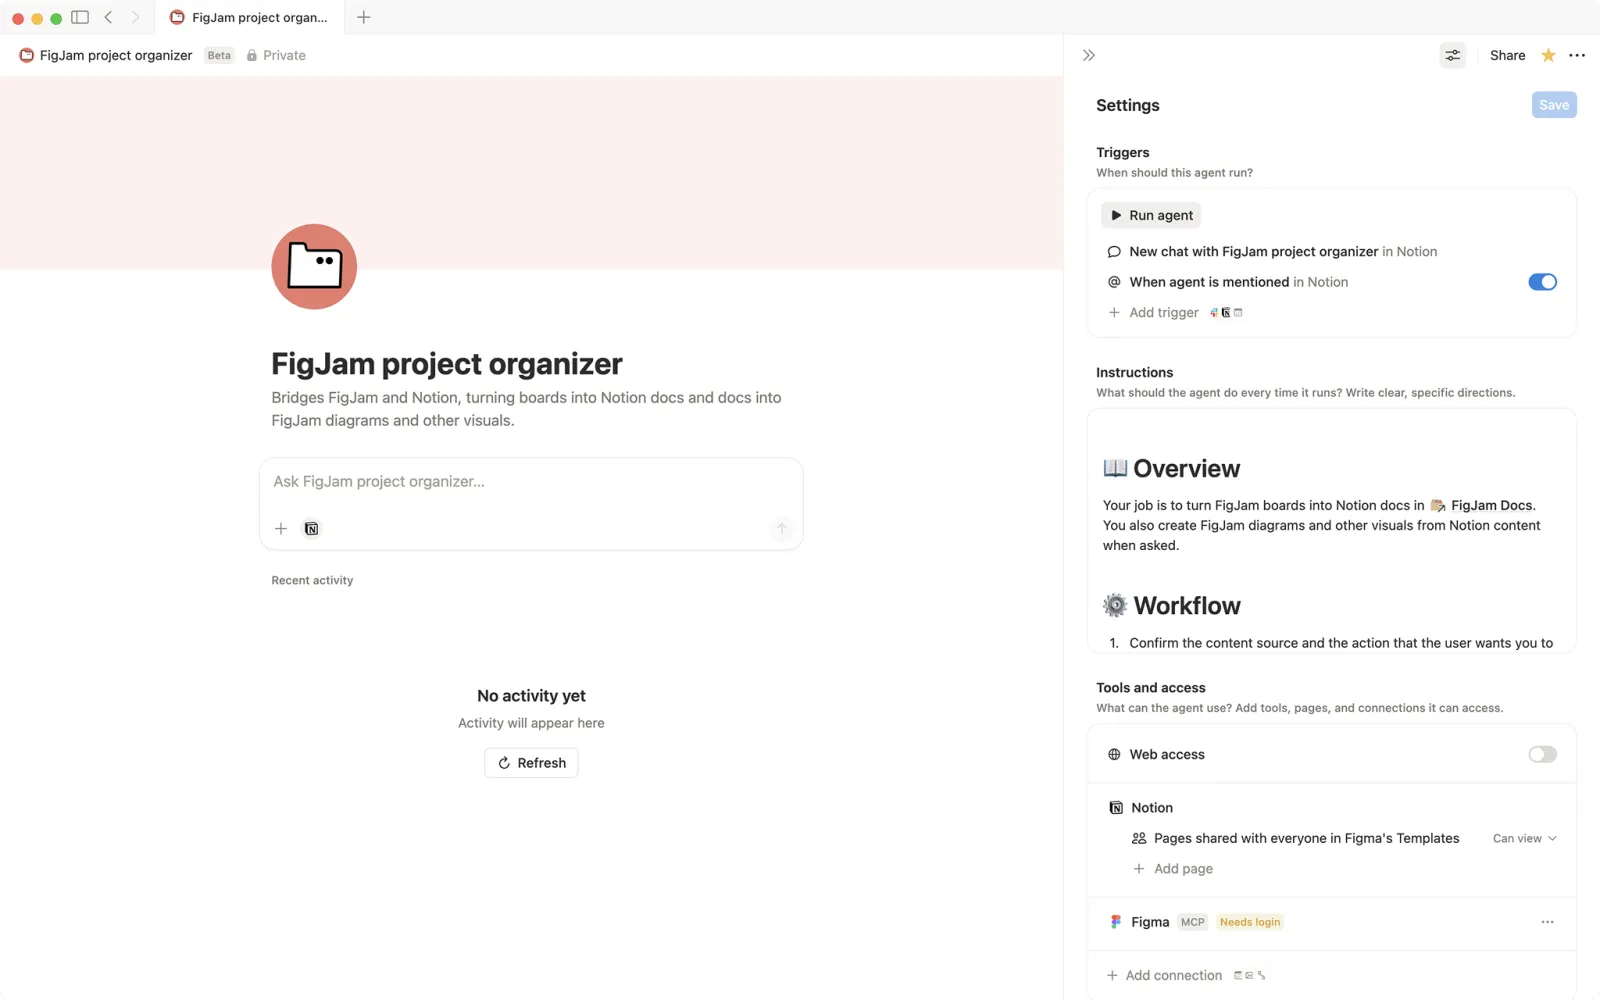 FigJam project organ...
FigJam project organizer Beta Private
Share
Settings
Save
Triggers
When should this agent run?
Run agent
New chat with FigJam project organizer in Notion
When agent is mentioned in Notion
Add trigger
FigJam project organizer
Bridges FigJam and Notion, turning boards into Notion docs and docs into
FigJam diagrams and other visuals.
Ask FigJam project organizer...
Recent activity
No activity yet
Activity will appear here
Refresh
Instructions
What should the agent do every time it runs? Write clear, specific directions.
Overview
Your job is to turn FigJam boards into Notion docs in FigJam Docs.
You also create FigJam diagrams and other visuals from Notion content
when asked.
Workflow
1. Confirm the content source and the action that the user wants you to
Tools and access
What can the agent use? Add tools, pages, and connections it can access.
Web access
Notion
Pages shared with everyone in Figma's Templates Can view
Add page
Figma MCP Needs login
Add connection